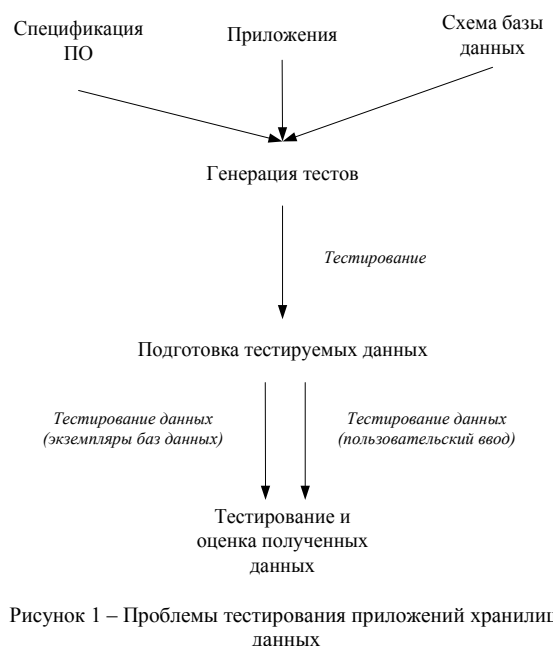 Спецификация
ПО
Приложения
Схема базы
данных
Генерация тестов
Тестирование
Подготовка тестируемых данных
Тестирование данных
(экземпляры баз данных)
Тестирование данных
(пользовательский ввод)
Тестирование и
оценка полученных
данных
Рисунок 1 – Проблемы тестирования приложений хранилищ
данных